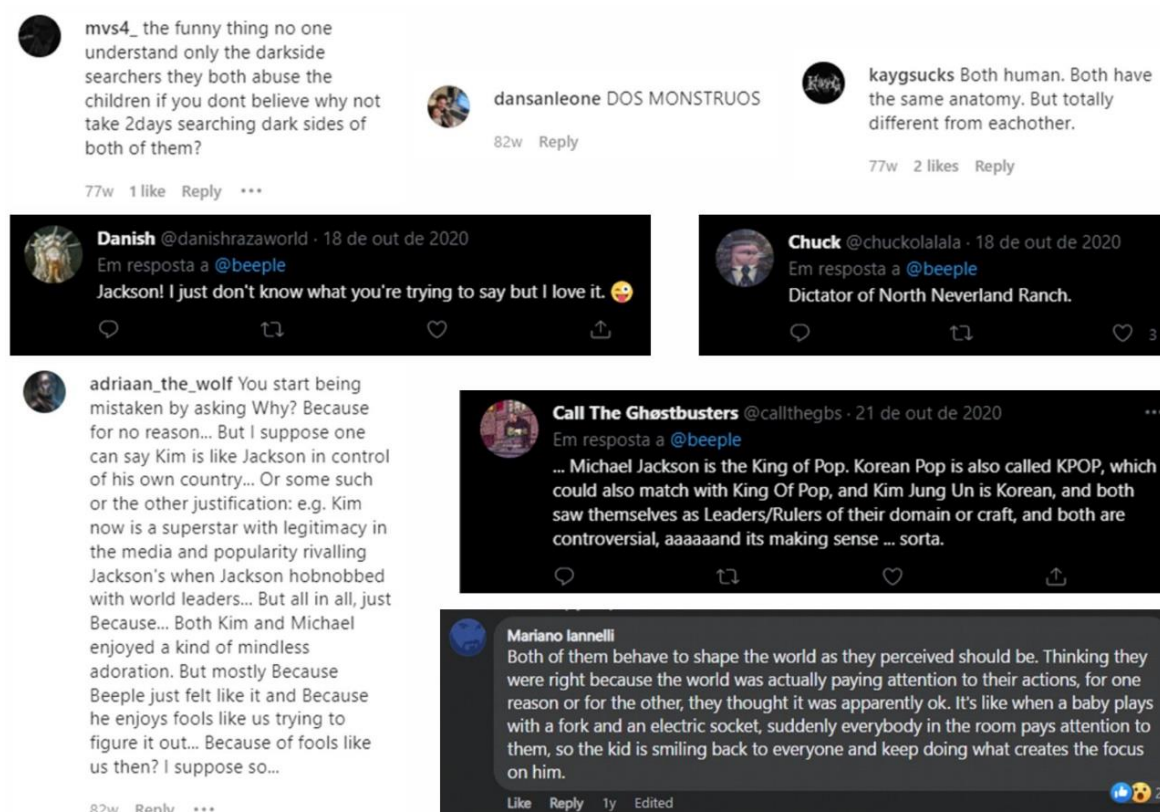 mvs4_ the funny thing no one
understand only the darkside
searchers they both abuse the
children if you dont believe why not
take 2days searching dark sides of
both of them?
77w 1 like Reply •••
dansanleone DOS MONSTRUOS
82w Reply
kaygsucks Both human. Both have
the same anatomy. But totally
different from eachother.
77w 2 likes Reply
Danish @danishrazaworld · 18 de out de 2020
Em resposta a @beeple
Jackson! I just don't know what you're trying to say but I love it. 😜
Chuck @chuckolalala · 18 de out de 2020
Em resposta a @beeple
Dictator of North Neverland Ranch.
3
adriaan_the_wolf You start being
mistaken by asking Why? Because
for no reason... But I suppose one
can say Kim is like Jackson in control
of his own country... Or some such
or the other justification: e.g. Kim
now is a superstar with legitimacy in
the media and popularity rivalling
Jackson's when Jackson hobnobbed
with world leaders... But all in all, just
Because... Both Kim and Michael
enjoyed a kind of mindless
adoration. But mostly Because
Beeple just felt like it and Because
he enjoys fools like us trying to
figure it out... Because of fools like
us then? I suppose so...
82w Reply •••
Call The Ghøstbusters @callthegbs · 21 de out de 2020 •••
Em resposta a @beeple
... Michael Jackson is the King of Pop. Korean Pop is also called KPOP, which
could also match with King Of Pop, and Kim Jung Un is Korean, and both
saw themselves as Leaders/Rulers of their domain or craft, and both are
controversial, aaaaaand its making sense ... sorta.
Mariano Iannelli
Both of them behave to shape the world as they perceived should be. Thinking they
were right because the world was actually paying attention to their actions, for one
reason or for the other, they thought it was apparently ok. It's like when a baby plays
with a fork and an electric socket, suddenly everybody in the room pays attention to
them, so the kid is smiling back to everyone and keep doing what creates the focus
on him.
Like Reply 1y Edited
2